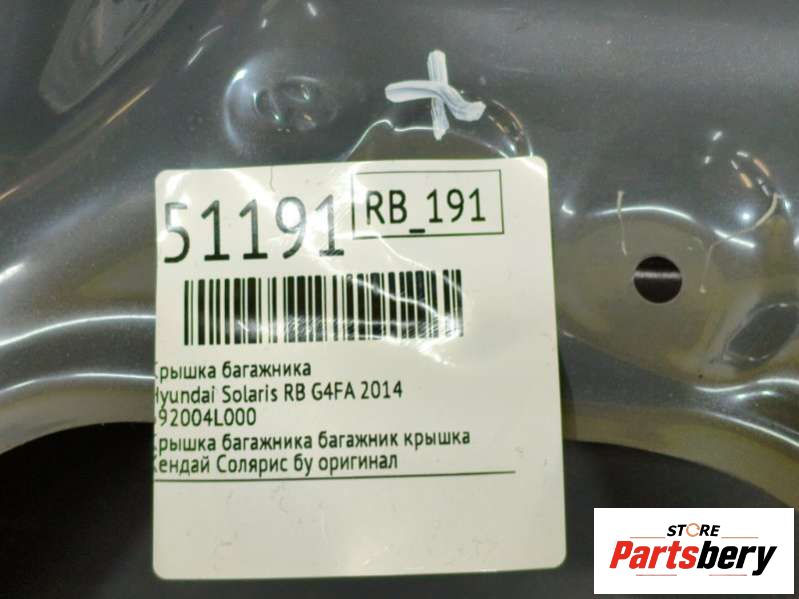 51191 RB_191
Крышка багажника
Hyundai Solaris RB G4FA 2014
692004L000
Крышка багажника багажник крышка
Хендай Солярис бу оригинал
STORE
Partsbery